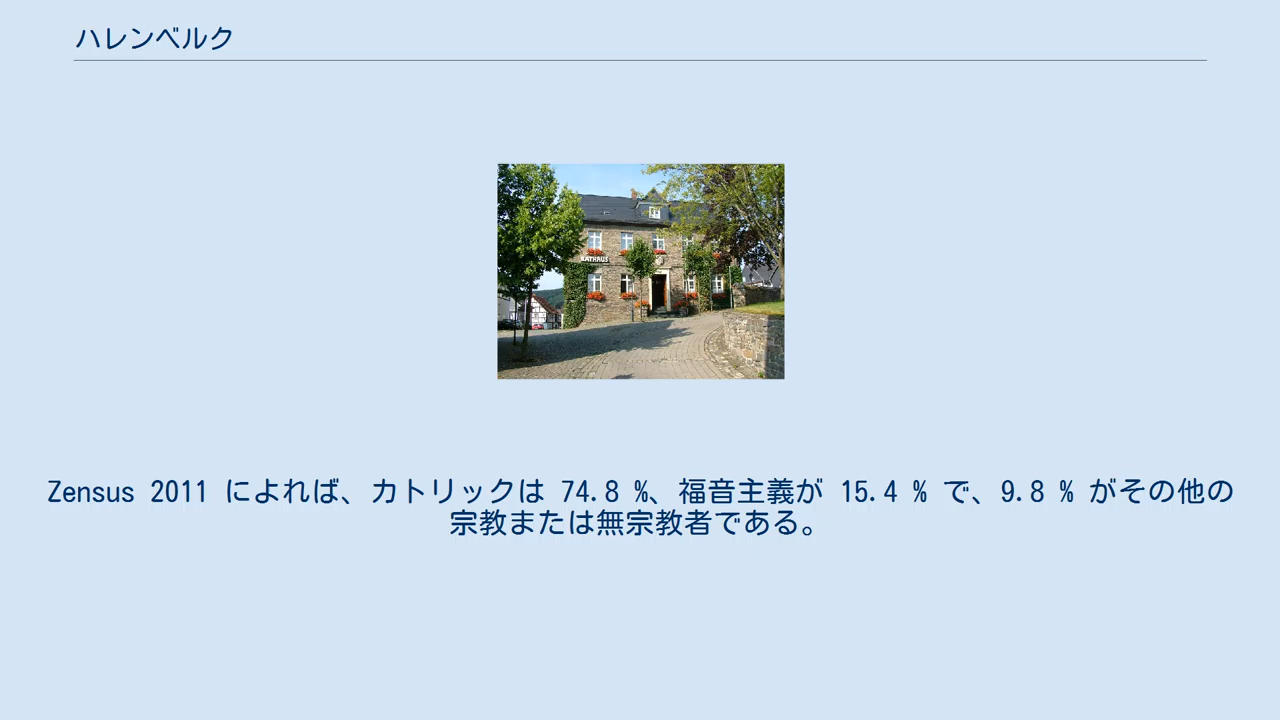 ハレンベルク
RATHAUS
Zensus 2011 によれば、カトリックは 74.8 %、福音主義が 15.4 % で、9.8 % がその他の
宗教または無宗教者である。